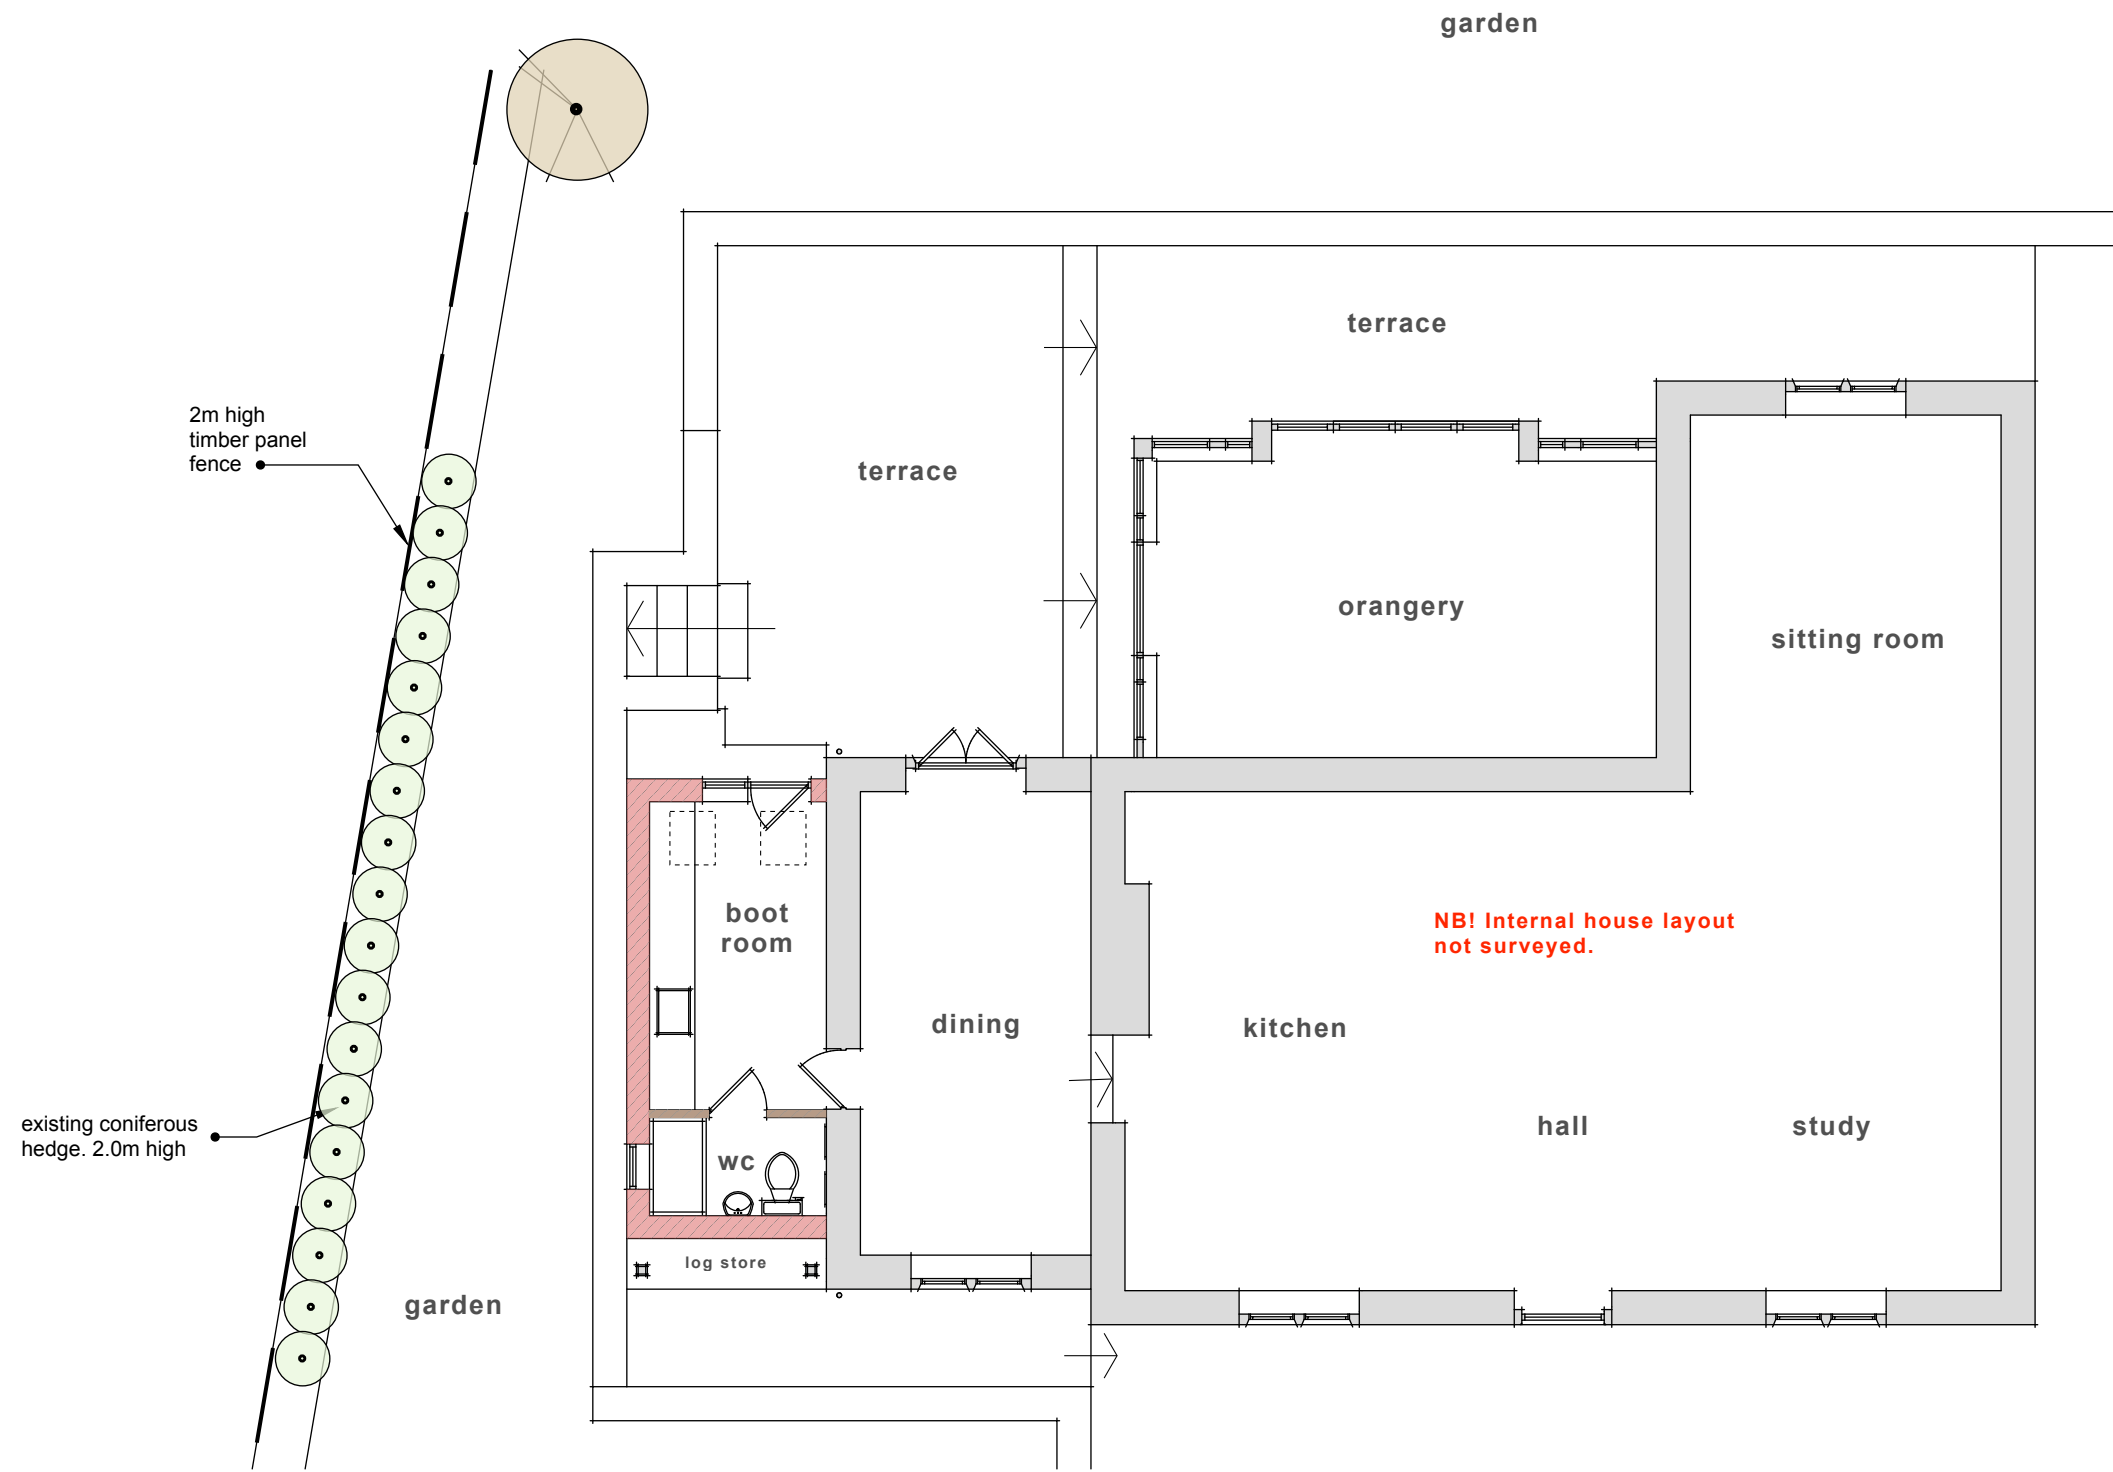 garden
terrace
2m high
timber panel
fence
terrace
orangery
sitting room
boot
room
NB! Internal house layout
not surveyed.
dining
kitchen
existing coniferous
hedge. 2.0m high
hall
study
wc
log store
garden